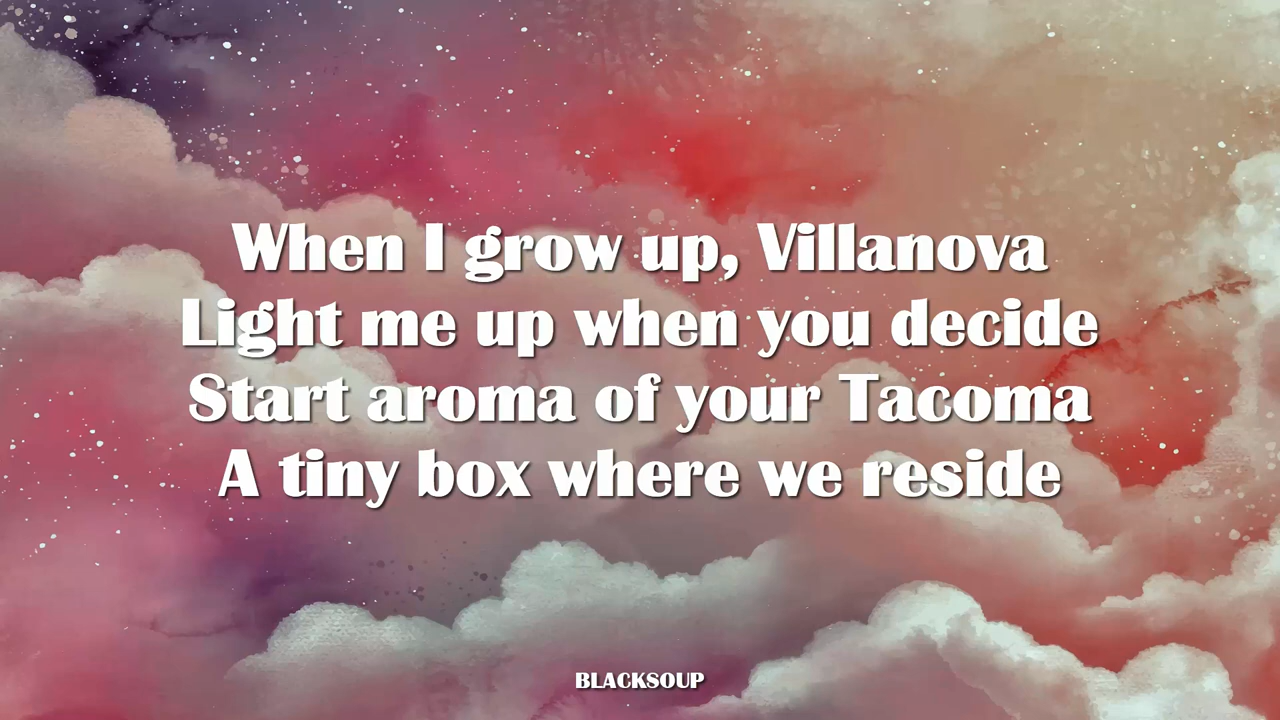 When I grow up, Villanova
Light me up when you decide
Start aroma of your Tacoma
A tiny box where we reside
BLACKSOUP